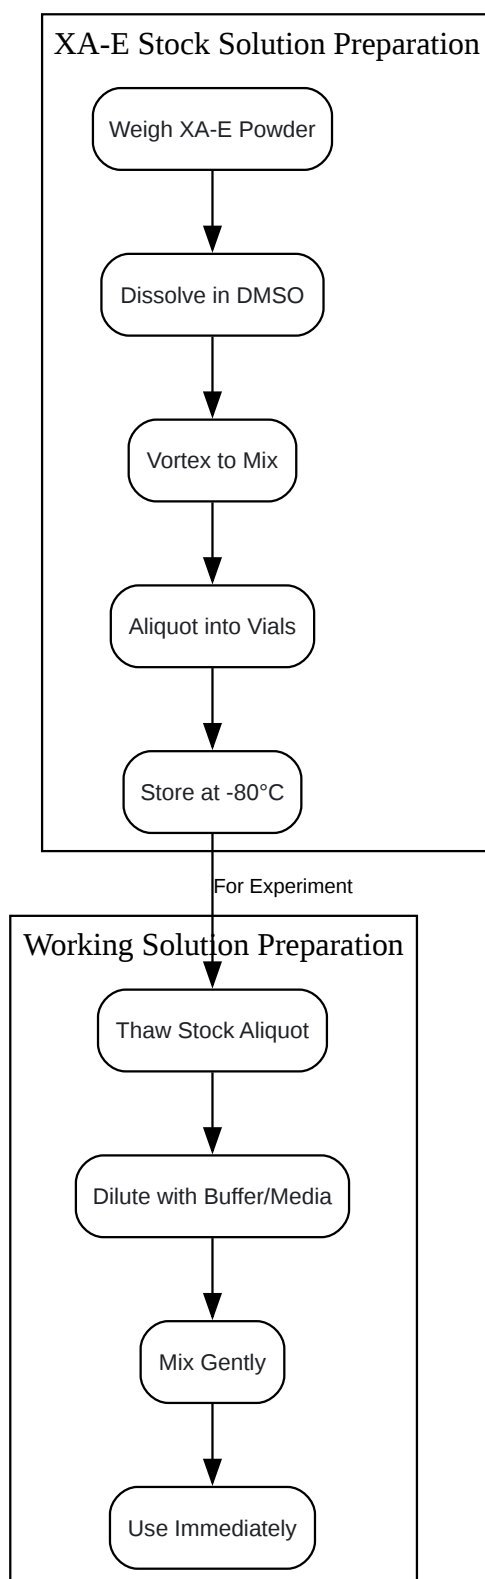 XA-E Stock Solution Preparation
Weigh XA-E Powder
Dissolve in DMSO
Vortex to Mix
Aliquot into Vials
Store at -80°C
For Experiment
Working Solution Preparation
Thaw Stock Aliquot
Dilute with Buffer/Media
Mix Gently
Use Immediately